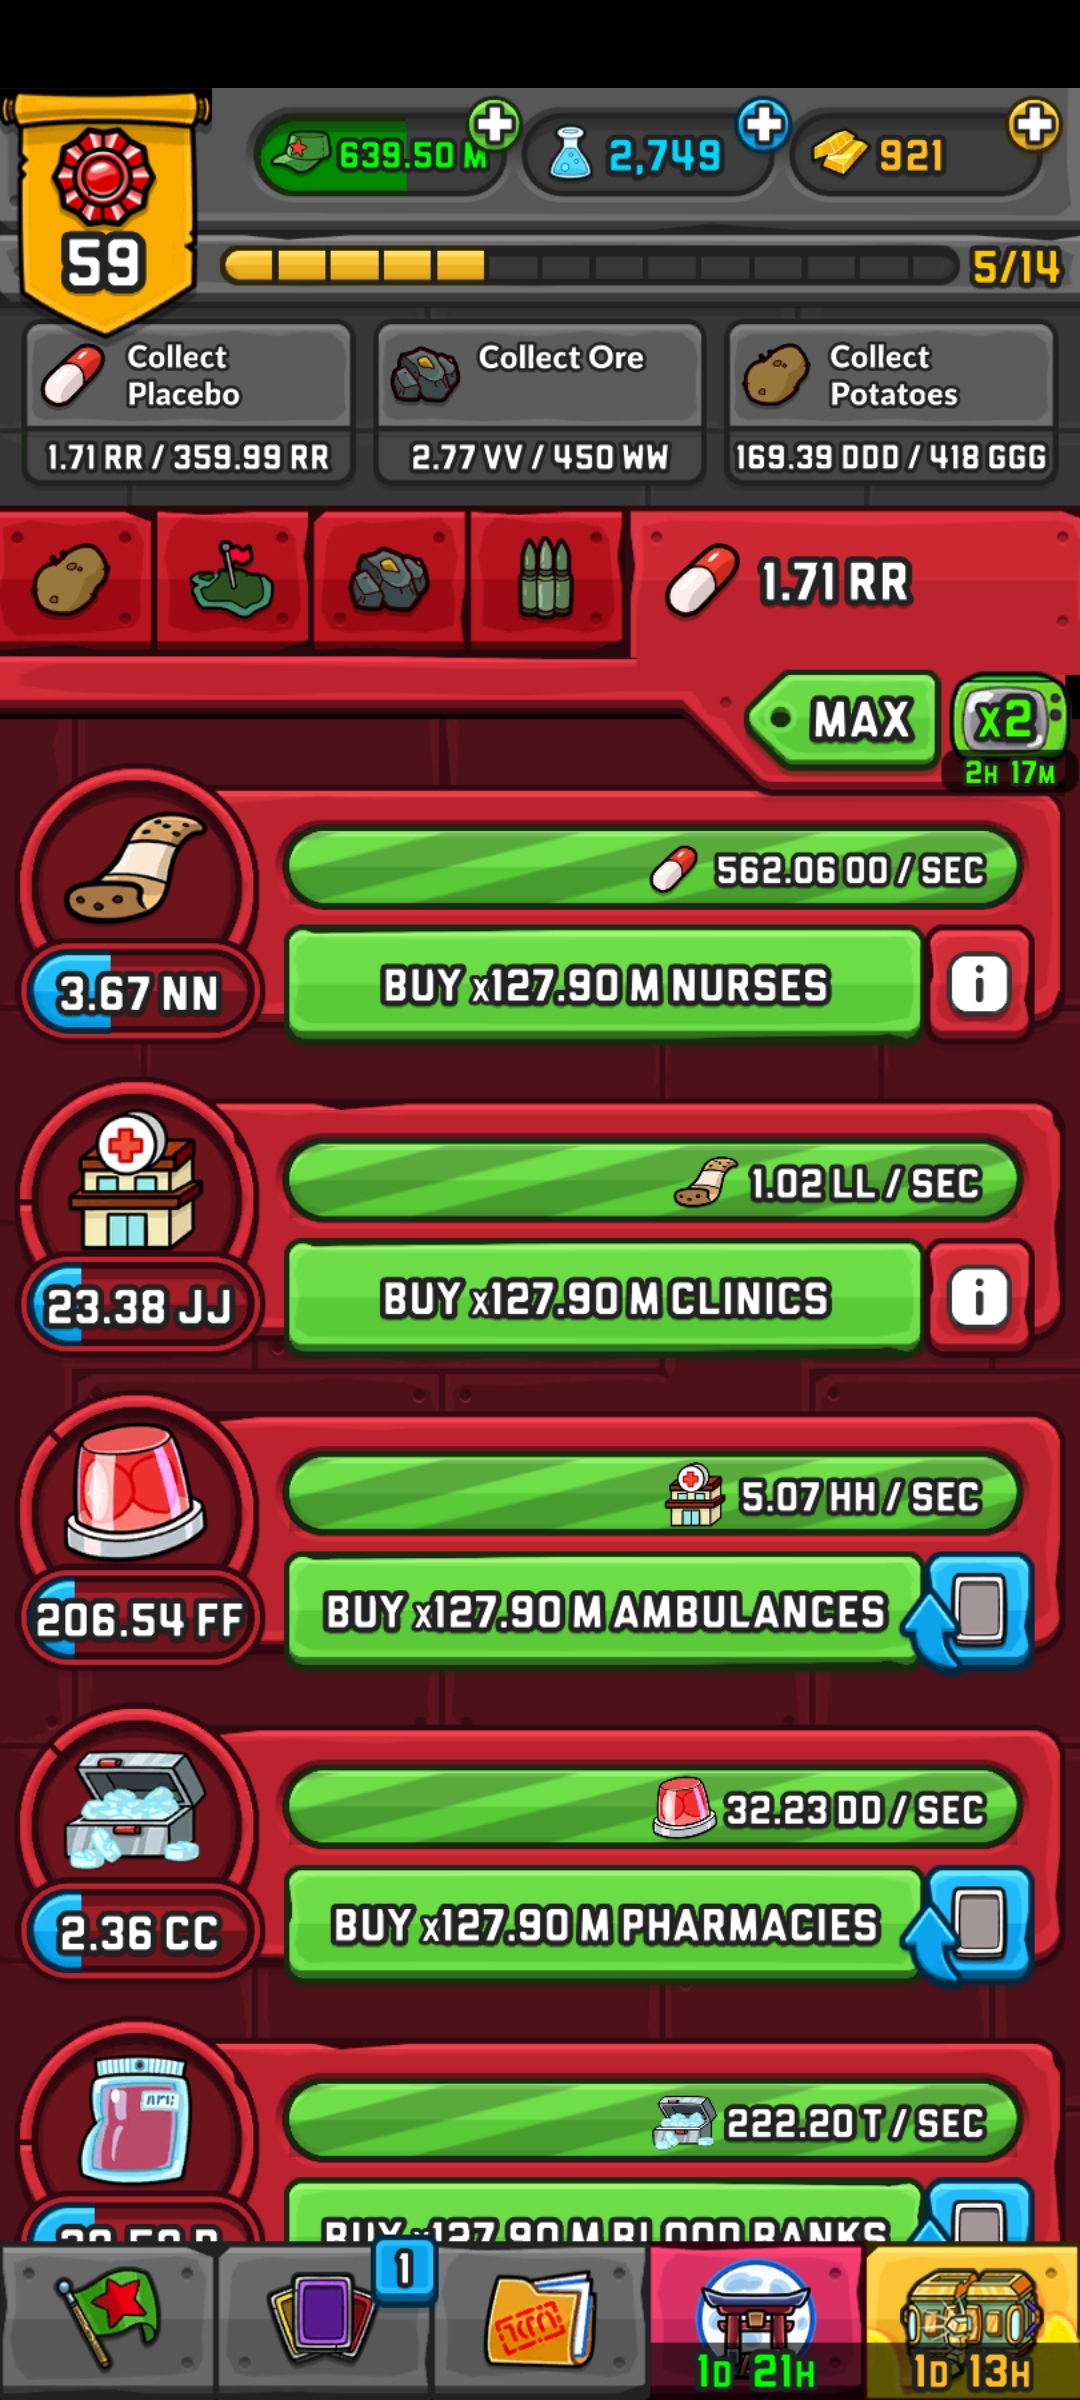 639.50 M
2,749
921
59
5/14
Collect Placebo
1.71 RR / 359.99 RR
Collect Ore
2.77 VV / 450 WW
Collect Potatoes
169.39 DDD / 418 GGG
1.71 RR
MAX
x2
2H 17M
562.06 OO / SEC
3.67 NN
BUY x127.90 M NURSES
i
1.02 LL / SEC
23.38 JJ
BUY x127.90 M CLINICS
i
5.07 HH / SEC
206.54 FF
BUY x127.90 M AMBULANCES
32.23 DD / SEC
2.36 CC
BUY x127.90 M PHARMACIES
222.20 T / SEC
BUY x127.90 M BLOOD BANKS
1
1D 21H
1D 13H